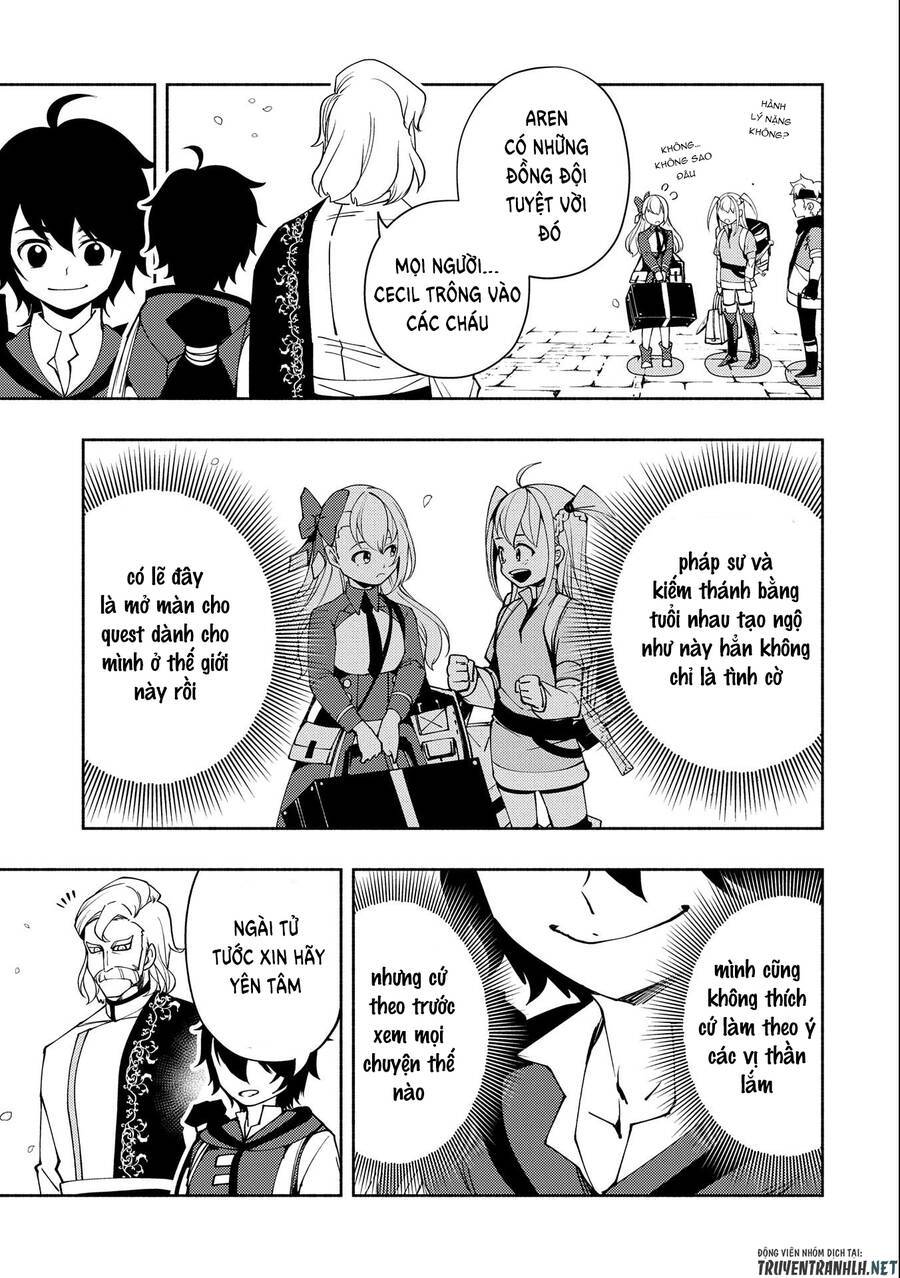 HÀNH
LÝ NẶNG
KHÔNG?
KHÔNG...
KHÔNG SAO
ĐÂU
AREN
CÓ NHỮNG
ĐỒNG ĐỘI
TUYỆT VỜI
ĐÓ
MỌI NGƯỜI...
CECIL TRÔNG VÀO
CÁC CHÁU
pháp sư và
kiếm thánh bằng
tuổi nhau tạo ngộ
như này hẳn không
chỉ là tình cờ
có lẽ đây
là mở màn cho
quest dành cho
mình ở thế giới
này rồi
mình cũng
không thích
cứ làm theo ý
các vị thần
lắm
nhưng cứ
theo trước
xem mọi
chuyện thế
nào
NGÀI TỬ
TƯỚC XIN HÃY
YÊN TÂM
ĐỘNG VIÊN NHÓM DỊCH TẠI:
TRUYENTRANHLH.NET